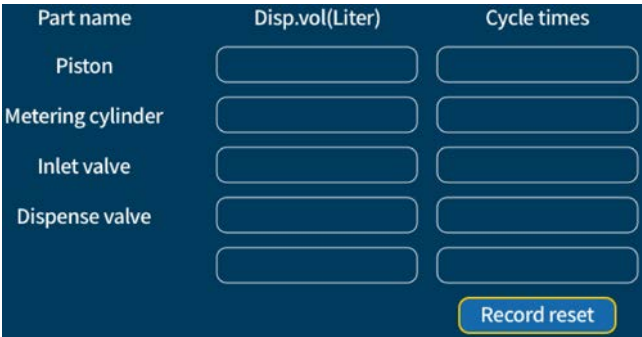 Part name Disp.vol(Liter) Cycle times
Piston
Metering cylinder
Inlet valve
Dispense valve
Record reset